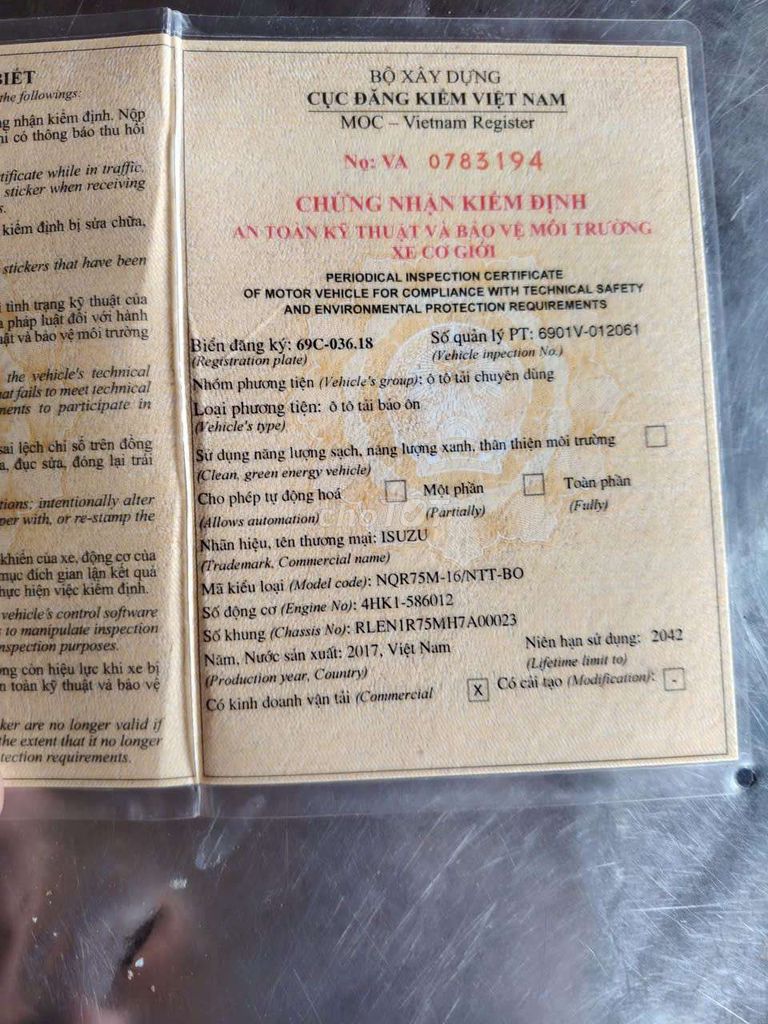 BIẾT
the followings:
ng nhận kiểm định. Nộp
hi có thông báo thu hồi
tificate while in traffic,
sticker when receiving
s.
kiểm định bị sửa chữa,
stickers that have been
i tình trạng kỹ thuật của
a pháp luật đối với hành
uật và bảo vệ môi trường
the vehicle's technical
hat fails to meet technical
ments to participate in
sai lệch chỉ số trên đồng
a, đục sửa, đóng lại trái
tions; intentionally alter
per with, or re-stamp the
khiển của xe, động cơ của
mục đích gian lận kết quả
hực hiện việc kiểm định.
vehicle's control software
s to manipulate inspection
nspection purposes.
ông còn hiệu lực khi xe bị
n toàn kỹ thuật và bảo vệ
ker are no longer valid if
the extent that it no longer
tection requirements.
BỘ XÂY DỰNG
CỤC ĐĂNG KIỂM VIỆT NAM
MOC – Vietnam Register
Nọ: VA 0783194
CHỨNG NHẬN KIỂM ĐỊNH
AN TOÀN KỸ THUẬT VÀ BẢO VỆ MÔI TRƯỜNG
XE CƠ GIỚI
PERIODICAL INSPECTION CERTIFICATE
OF MOTOR VEHICLE FOR COMPLIANCE WITH TECHNICAL SAFETY
AND ENVIRONMENTAL PROTECTION REQUIREMENTS
Biển đăng ký: 69C-036.18 Số quản lý PT: 6901V-012061
(Registration plate) (Vehicle inpection No.)
Nhóm phương tiện (Vehicle's group): ô tô tải chuyên dùng
Loại phương tiện: ô tô tải bảo ôn
(Vehicle's type)
Sử dụng năng lượng sạch, năng lượng xanh, thân thiện môi trường
(Clean, green energy vehicle)
Cho phép tự động hoá Một phần Toàn phần
(Allows automation) (Partially) (Fully)
Nhãn hiệu, tên thương mại: ISUZU
(Trademark, Commercial name)
Mã kiểu loại (Model code): NQR75M-16/NTT-BO
Số động cơ (Engine No): 4HK1-586012
Số khung (Chassis No): RLEN1R75MH7A00023
Năm, Nước sản xuất: 2017, Việt Nam Niên hạn sử dụng: 2042
(Production year, Country) (Lifetime limit to)
Có kinh doanh vận tải (Commercial X Có cải tạo (Modification): -